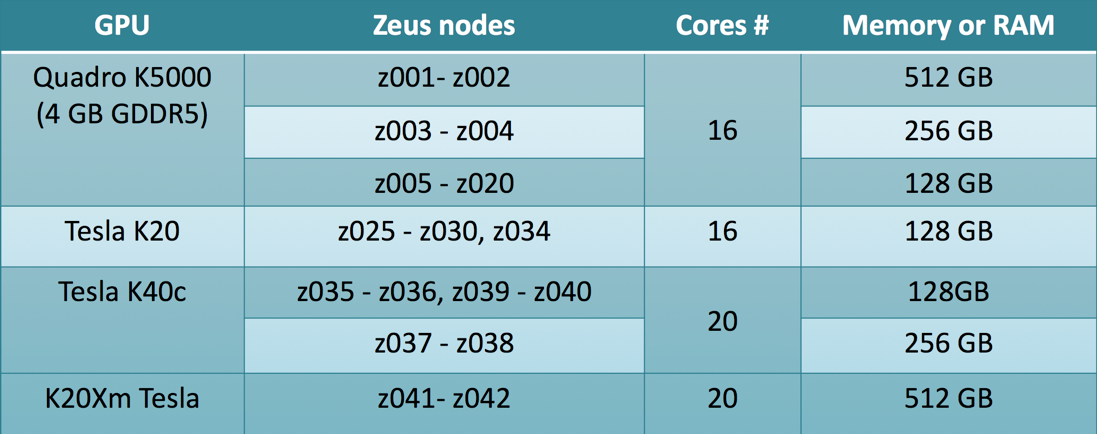 GPU Zeus nodes Cores # Memory or RAM
Quadro K5000 z001- z002 512 GB
(4 GB GDDR5)
z003 - z004 16 256 GB
z005 - z020 128 GB
Tesla K20 z025 - z030, z034 16 128 GB
Tesla K40c z035 - z036, z039 - z040 128GB
20
z037 - z038 256 GB
K20Xm Tesla z041- z042 20 512 GB